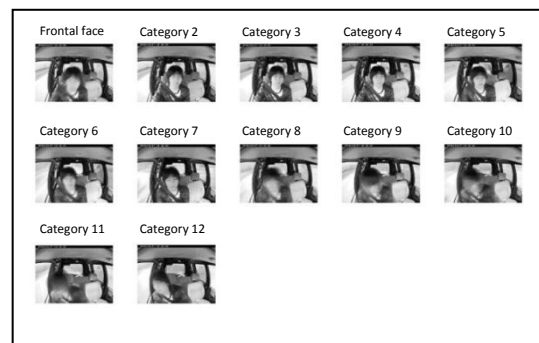 Frontal face
Category 2
Category 3
Category 4
Category 5
Category 6
Category 7
Category 8
Category 9
Category 10
Category 11
Category 12